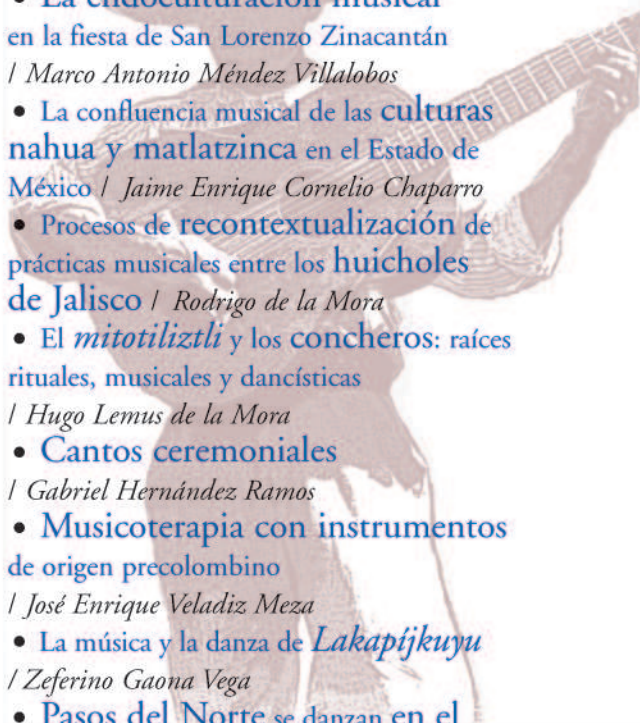 • La endoculturación musical
en la fiesta de San Lorenzo Zinacantán
/ Marco Antonio Méndez Villalobos
• La confluencia musical de las culturas
nahua y matlatzinca en el Estado de
México / Jaime Enrique Cornelio Chaparro
• Procesos de recontextualización de
prácticas musicales entre los huicholes
de Jalisco / Rodrigo de la Mora
• El mitotiliztli y los concheros: raíces
rituales, musicales y dancísticas
/ Hugo Lemus de la Mora
• Cantos ceremoniales
/ Gabriel Hernández Ramos
• Musicoterapia con instrumentos
de origen precolombino
/ José Enrique Veladiz Meza
• La música y la danza de Lakapíjkuyu
/ Zeferino Gaona Vega
• Pasos del Norte se danzan en el